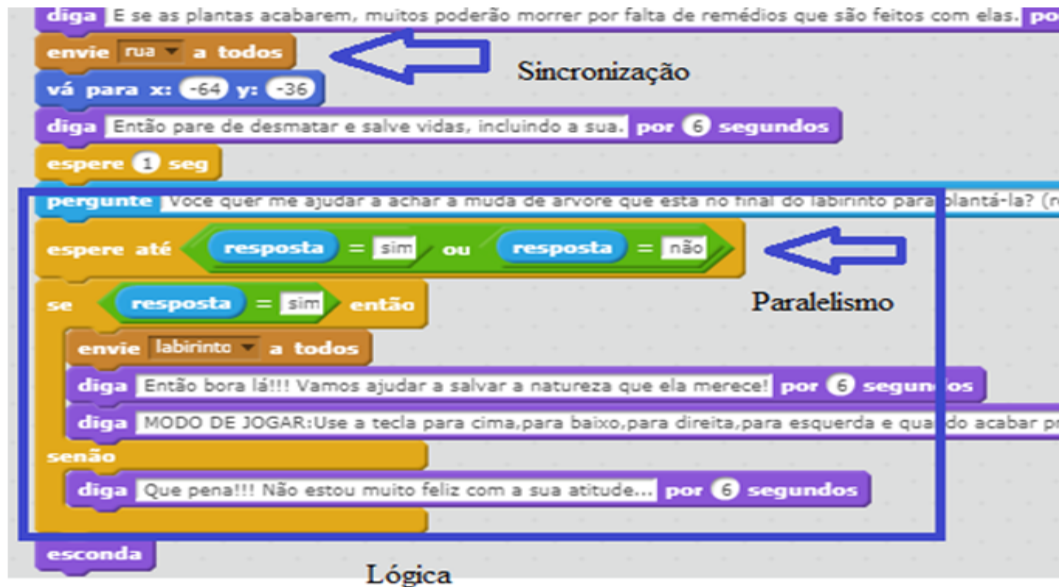 diga E se as plantas acabarem, muitos poderão morrer por falta de remédios que são feitos com elas.
envie rua a todos
Sincronização
vá para x: -64 y: -36
diga Então pare de desmatar e salve vidas, incluindo a sua. por 6 segundos
espere 1 seg
pergunte Voce quer me ajudar a achar a muda de arvore que esta no final do labirinto para plantá-la?
espere até resposta = sim ou resposta = não
Paralelismo
se resposta = sim então
envie labirinto a todos
diga Então bora lá!!! Vamos ajudar a salvar a natureza que ela merece! por 6 segundos
diga MODO DE JOGAR:Use a tecla para cima,para baixo,para direita,para esquerda e quando acabar
senão
diga Que pena!!! Não estou muito feliz com a sua atitude... por 6 segundos
esconda
Lógica